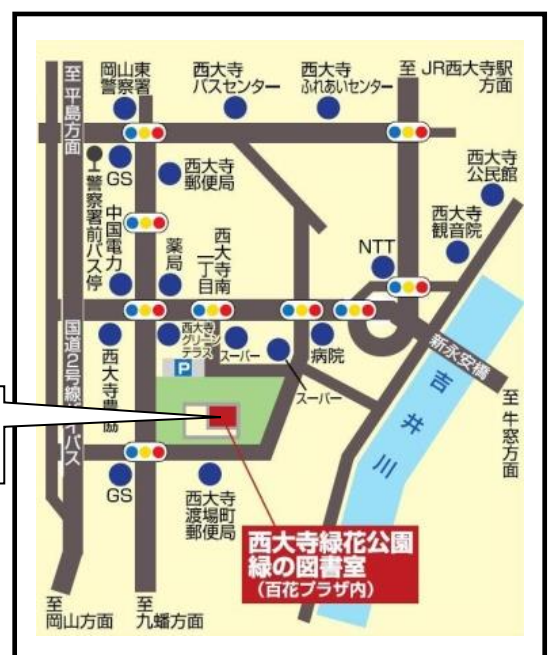 至平島方面
岡山東
警察署
西大寺
バスセンター
西大寺
ふれあいセンター
至 JR西大寺駅
方面
GS
警察署前バス停
西大寺
郵便局
西大寺
公民館
西大寺
観音院
中国電力
薬局
西大寺南
一丁目
NTT
国道2号線
バス
西大寺農協
西大寺
グリーン
テラス
スーパー
病院
スーパー
新永安橋
至牛窓方面
吉井川
P
GS
西大寺
渡場町
郵便局
西大寺緑花公園
緑の図書室
(百花プラザ内)
至
岡山方面
至
九蟠方面